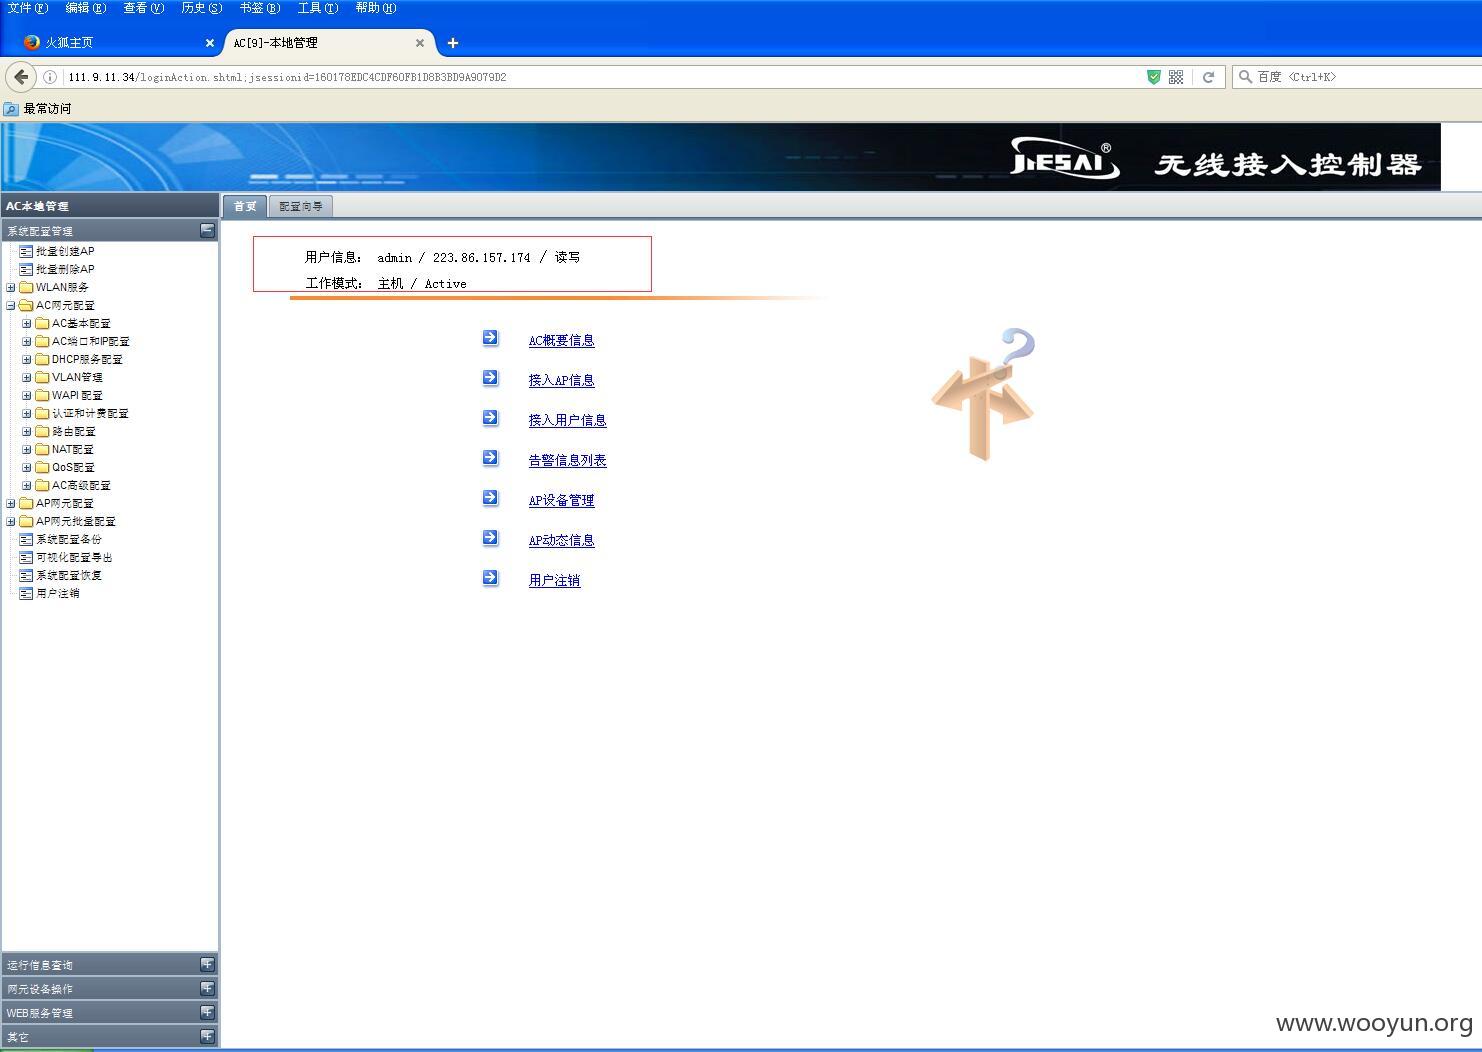 文件(F) 编辑(E) 查看(V) 历史(S) 书签(B) 工具(T) 帮助(H)
火狐主页
AC[9]-本地管理
111.9.11.34/loginAction.shtml;jsessionid=160178EDC4CDF60FB1D8B3BD9A9079D2
百度 <Ctrl+K>
最常访问
JIESAI® 无线接入控制器
AC本地管理
首页 配置向导
系统配置管理
批量创建AP
批量删除AP
WLAN服务
AC网元配置
AC基本配置
AC端口和IP配置
DHCP服务配置
VLAN管理
WAPI配置
认证和计费配置
路由配置
NAT配置
QoS配置
AC高级配置
AP网元配置
AP网元批量配置
系统配置备份
可视化配置导出
系统配置恢复
用户注销
用户信息: admin / 223.86.157.174 / 读写
工作模式: 主机 / Active
AC概要信息
接入AP信息
接入用户信息
告警信息列表
AP设备管理
AP动态信息
用户注销
运行信息查询
网元设备操作
WEB服务管理
其它
www.wooyun.org